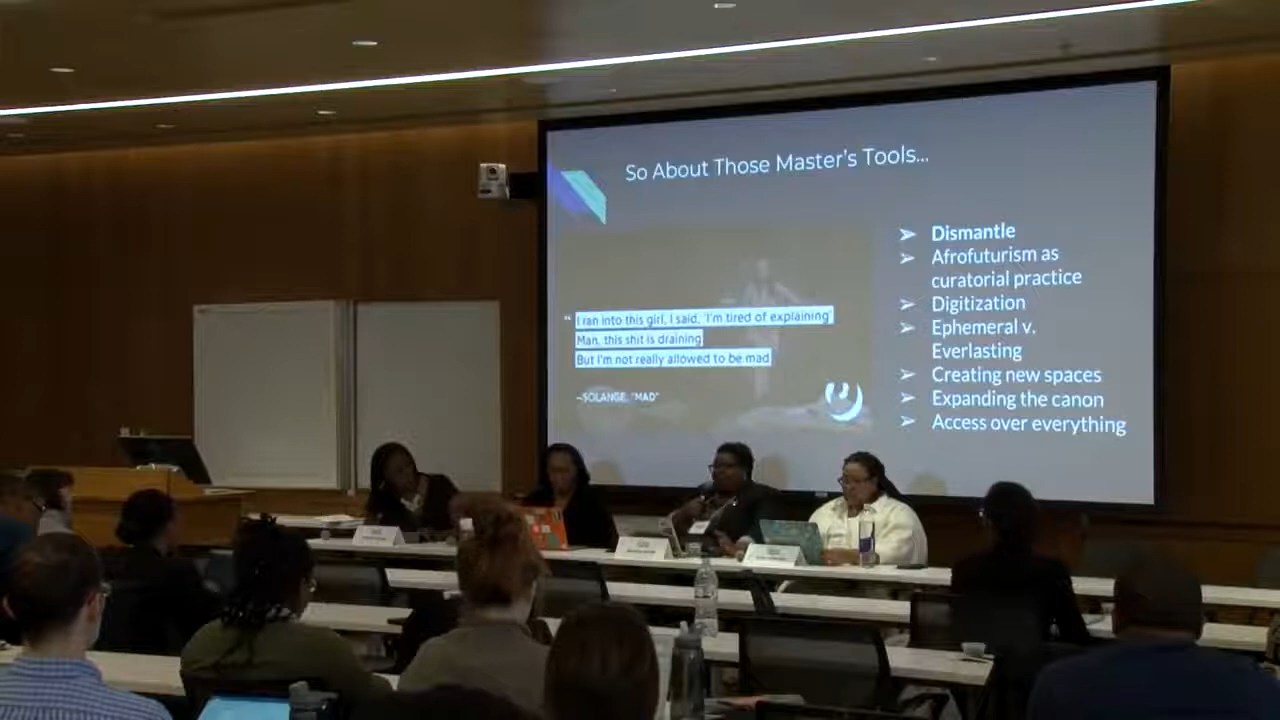 So About Those Master's Tools...
“ I ran into this girl, I said, 'I'm tired of explaining'
Man, this shit is draining
But I'm not really allowed to be mad
—SOLANGE, "MAD"
➢ Dismantle
➢ Afrofuturism as
curatorial practice
➢ Digitization
➢ Ephemeral v.
Everlasting
➢ Creating new spaces
➢ Expanding the canon
➢ Access over everything